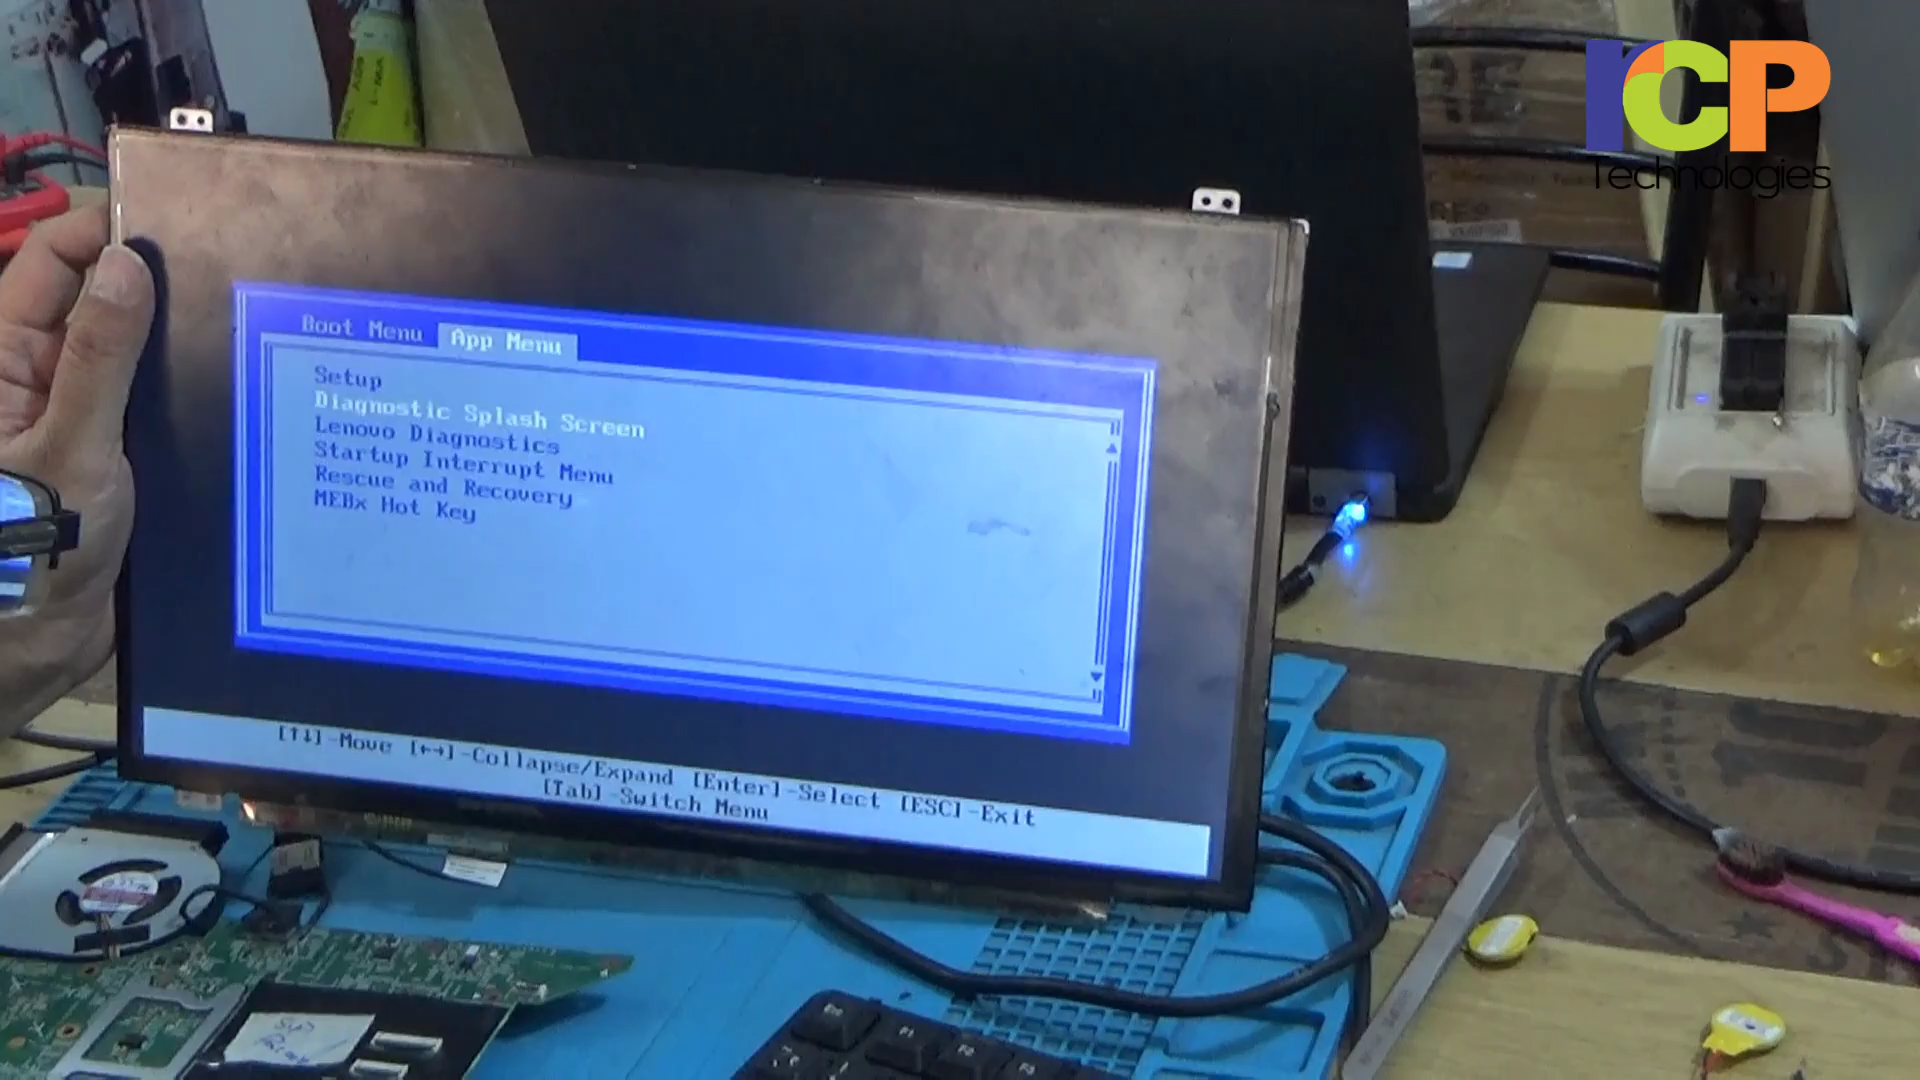 rCP
Technologies
Boot Menu App Menu
Setup
Diagnostic Splash Screen
Lenovo Diagnostics
Startup Interrupt Menu
Rescue and Recovery
MEBx Hot Key
[↑↓]-Move [←→]-Collapse/Expand [Enter]-Select [ESC]-Exit
[Tab]-Switch Menu